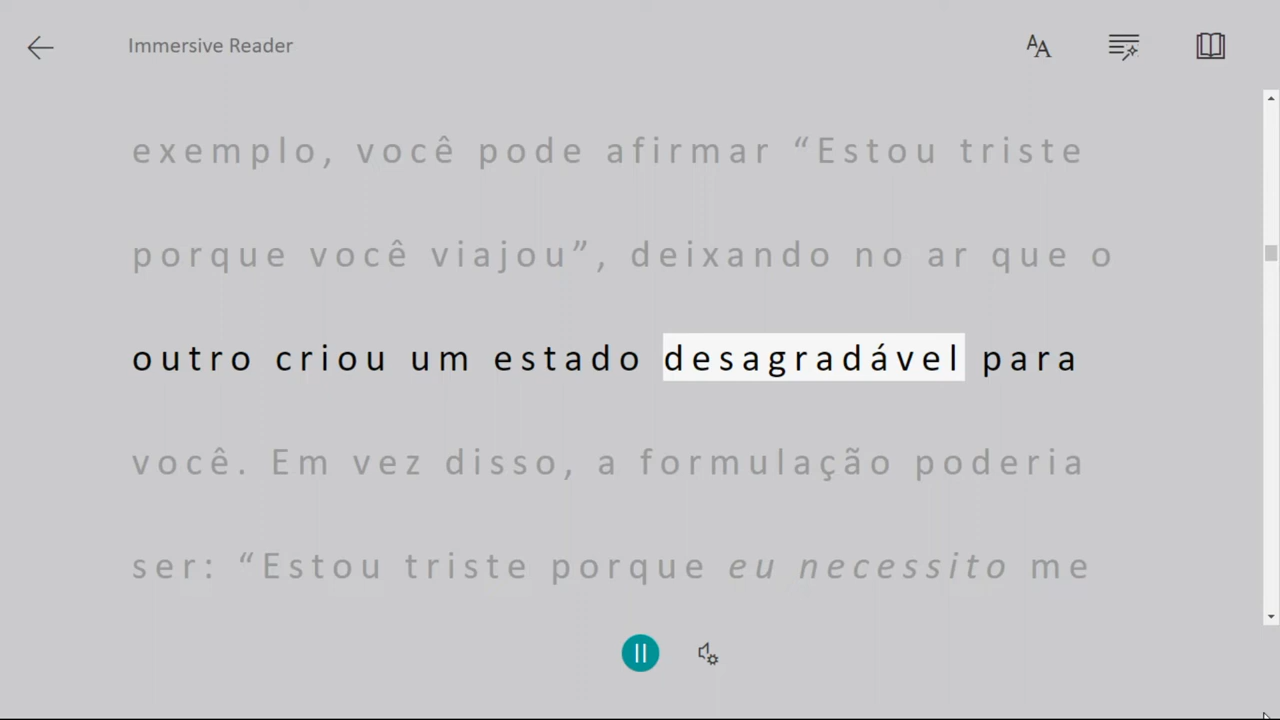 Immersive Reader
exemplo, você pode afirmar “Estou triste
porque você viajou”, deixando no ar que o
outro criou um estado desagradável para
você. Em vez disso, a formulação poderia
ser: “Estou triste porque eu necessito me